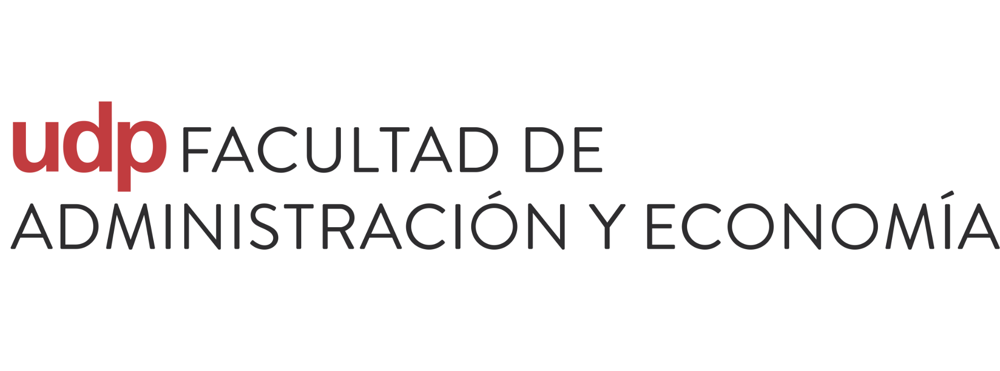 udp FACULTAD DE
ADMINISTRACIÓN Y ECONOMÍA